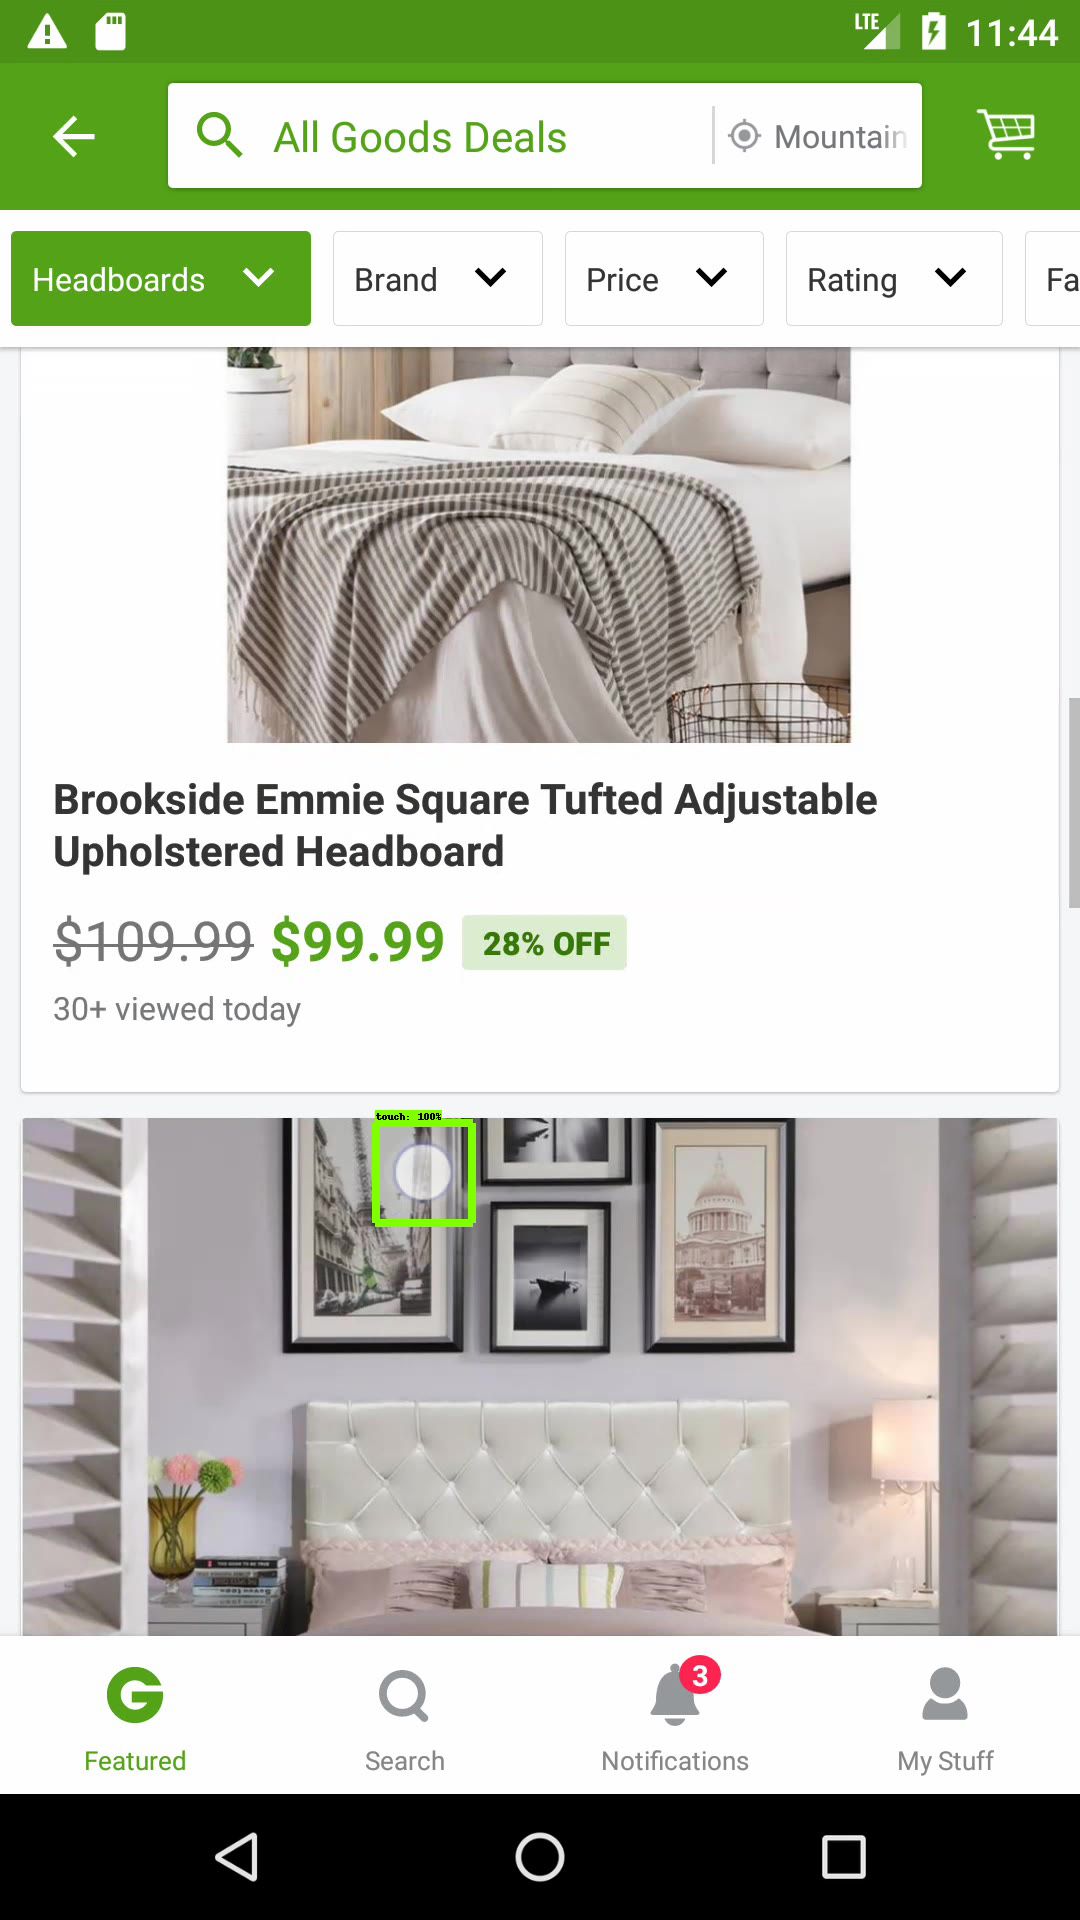 11:44
LTE
All Goods Deals
Mountain
Headboards
Brand
Price
Rating
Fa
Brookside Emmie Square Tufted Adjustable
Upholstered Headboard
$109.99 $99.99 28% OFF
30+ viewed today
touch: 100%
Featured
Search
3
Notifications
My Stuff